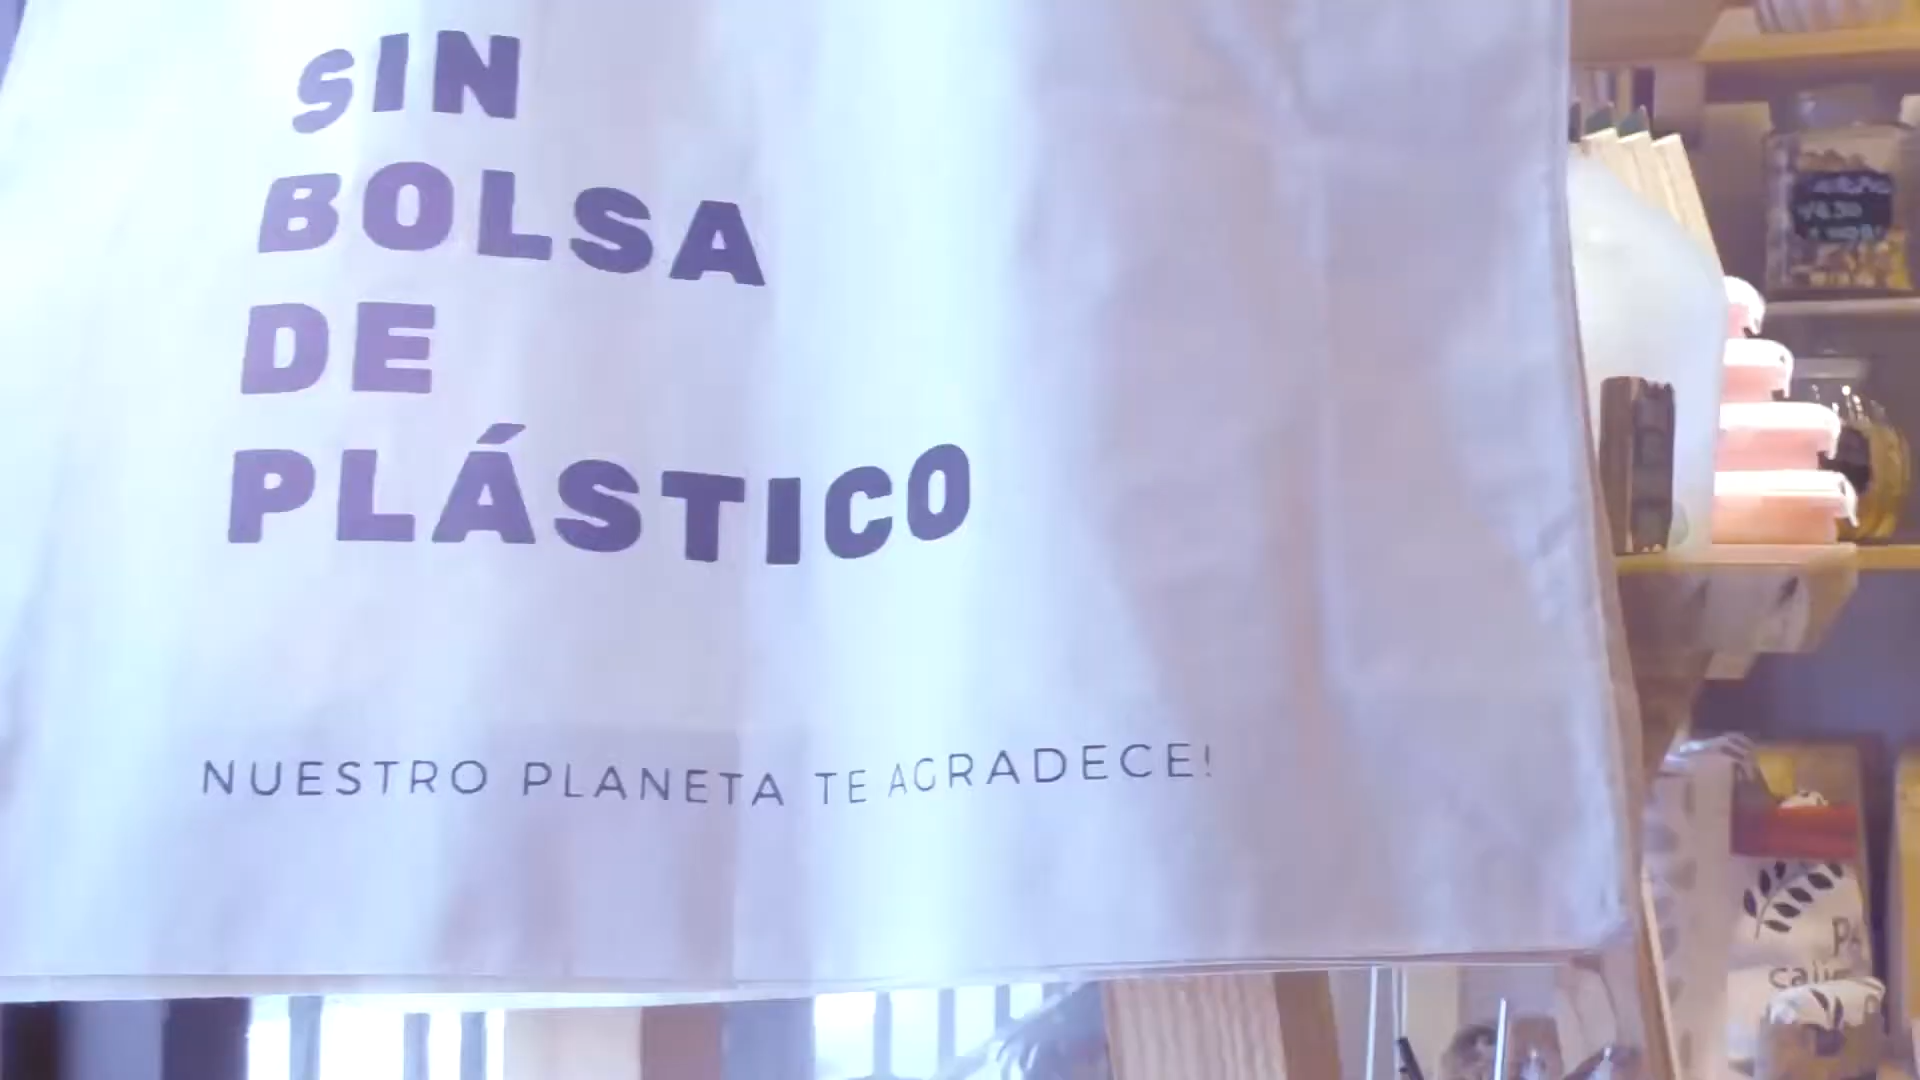 SIN
BOLSA
DE
PLÁSTICO
NUESTRO PLANETA TE AGRADECE!